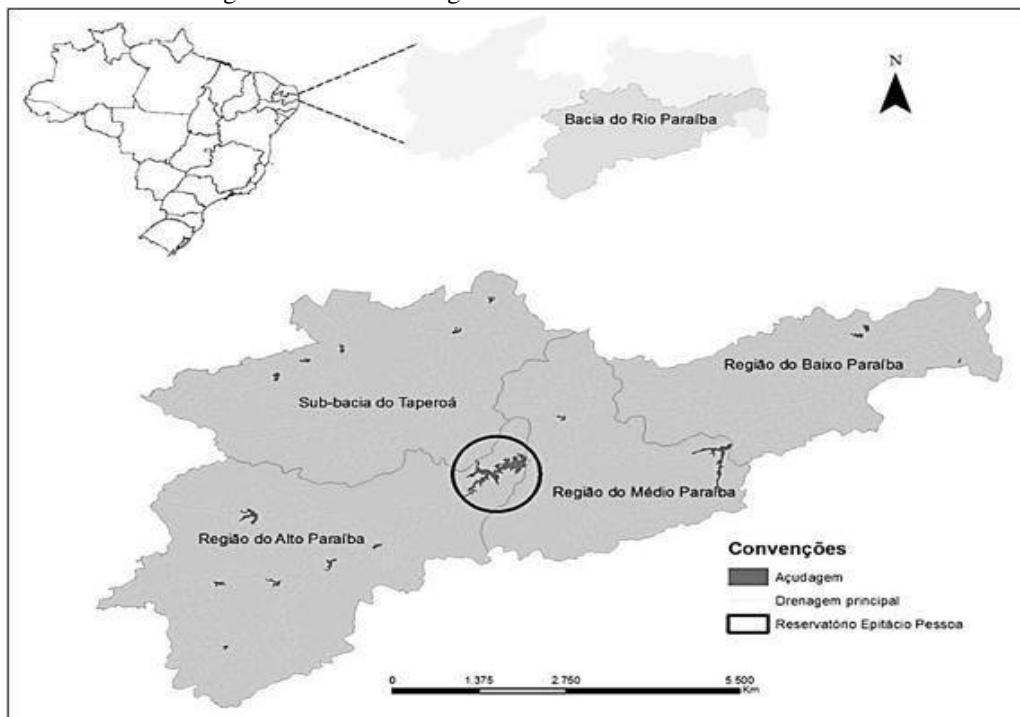 N
Bacia do Rio Paraíba
Região do Baixo Paraíba
Sub-bacia do Taperoá
Região do Médio Paraíba
Região do Alto Paraíba
Convenções
Açudagem
Drenagem principal
Reservatório Epitácio Pessoa
0 1.375 2.750 5.500
Km